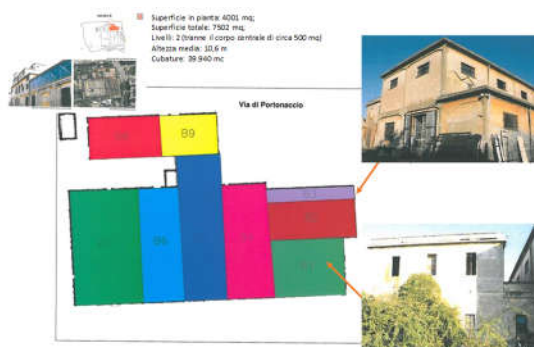 Superficie in pianta: 4001 mq;
Superficie totale: 7502 mq,
Livelli: 2 (tranne il corpo centrale di circa 500 mq)
Altezza media: 10,6 m
Cubature: 39.940 mc
Via di Portonaccio
B9
B6
B3